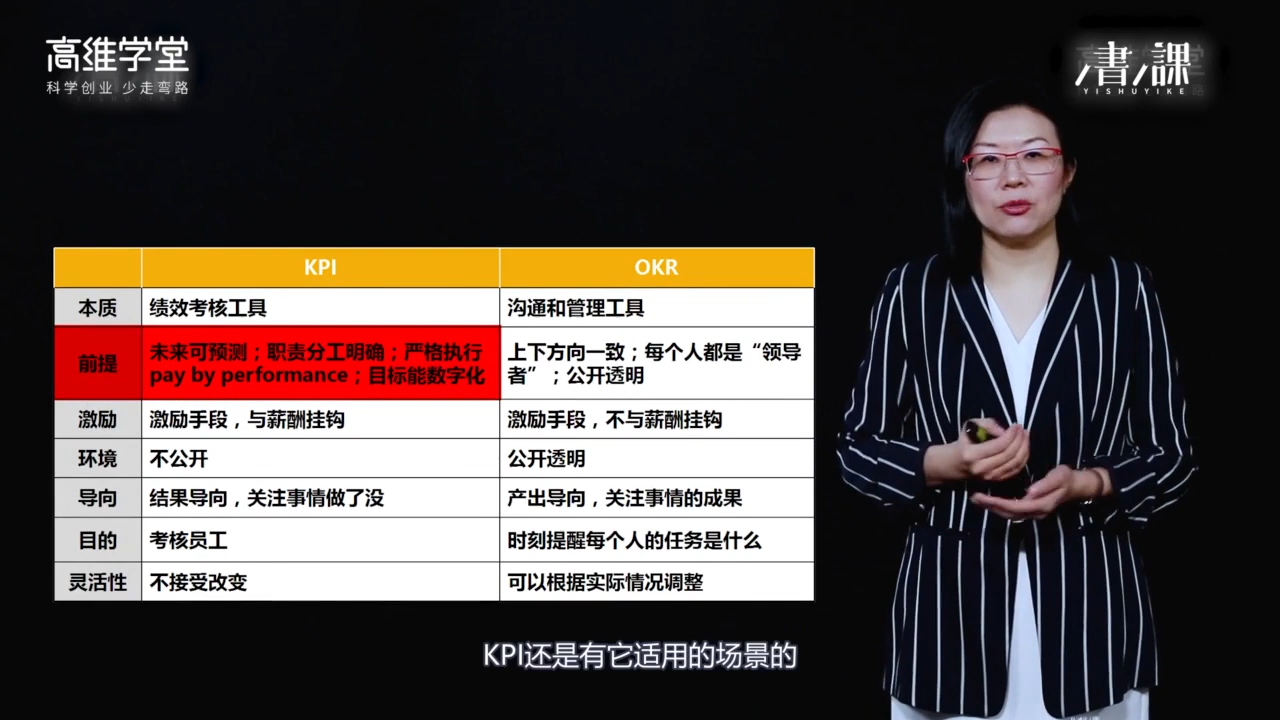 高维学堂
科学创业 少走弯路
書課
YISHUYIKE
KPI
OKR
本质
绩效考核工具
沟通和管理工具
前提
未来可预测；职责分工明确；严格执行
pay by performance；目标能数字化
上下方向一致；每个人都是“领导
者”；公开透明
激励
激励手段，与薪酬挂钩
激励手段，不与薪酬挂钩
环境
不公开
公开透明
导向
结果导向，关注事情做了没
产出导向，关注事情的成果
目的
考核员工
时刻提醒每个人的任务是什么
灵活性
不接受改变
可以根据实际情况调整
KPI还是有它适用的场景的